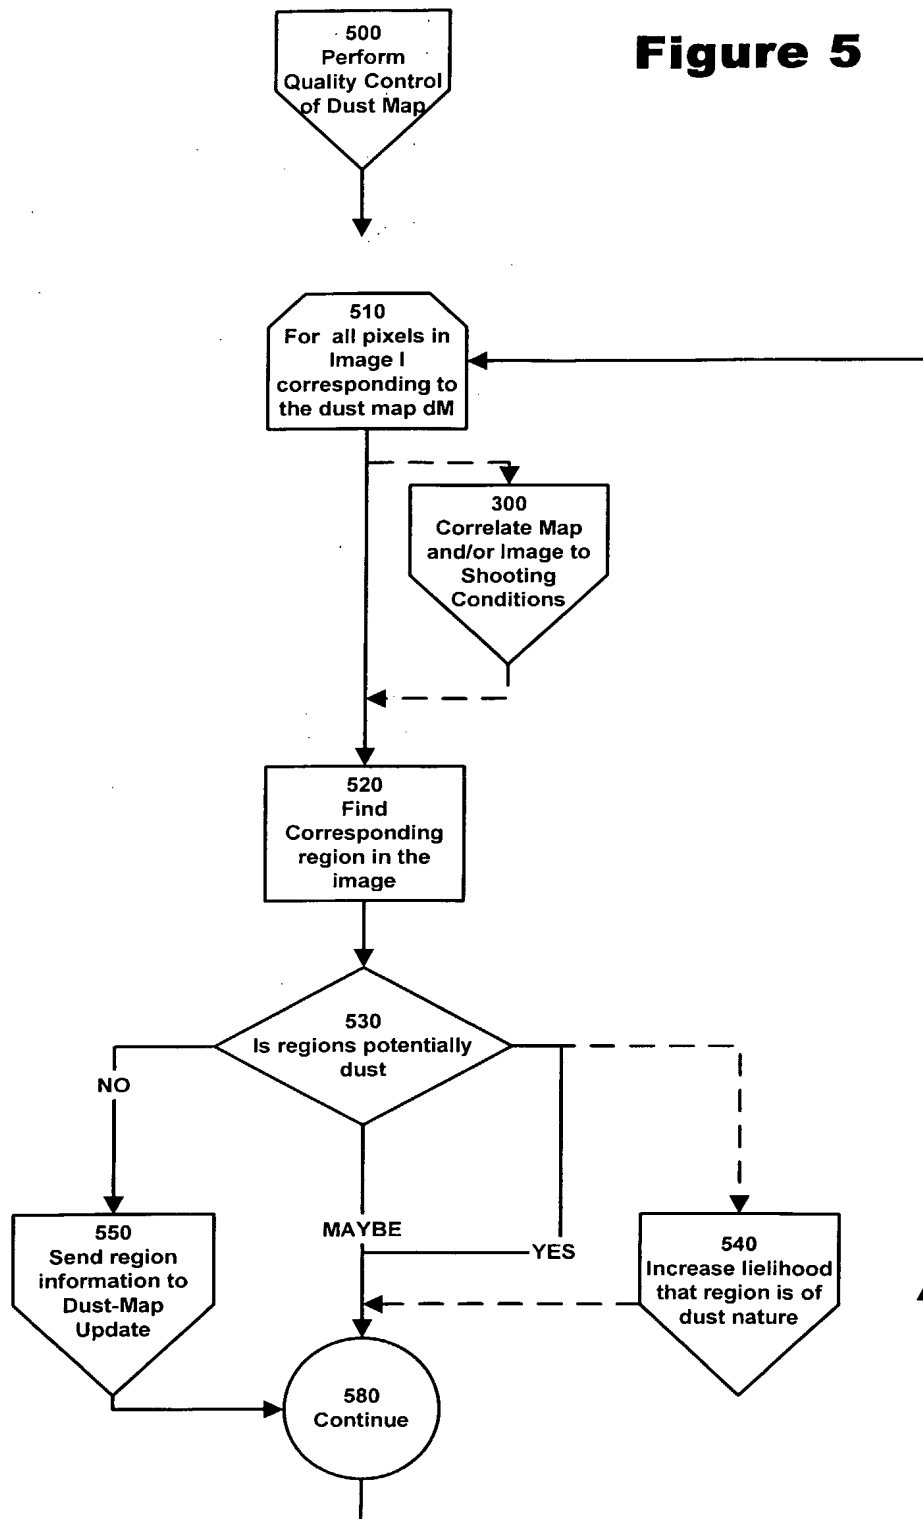 Figure 5
500
Perform
Quality Control
of Dust Map
510
For all pixels in
Image I
corresponding to
the dust map dM
300
Correlate Map
and/or Image to
Shooting
Conditions
520
Find
Corresponding
region in the
image
530
Is regions potentially
dust
NO
MAYBE
YES
550
Send region
information to
Dust-Map
Update
540
Increase lielihood
that region is of
dust nature
580
Continue